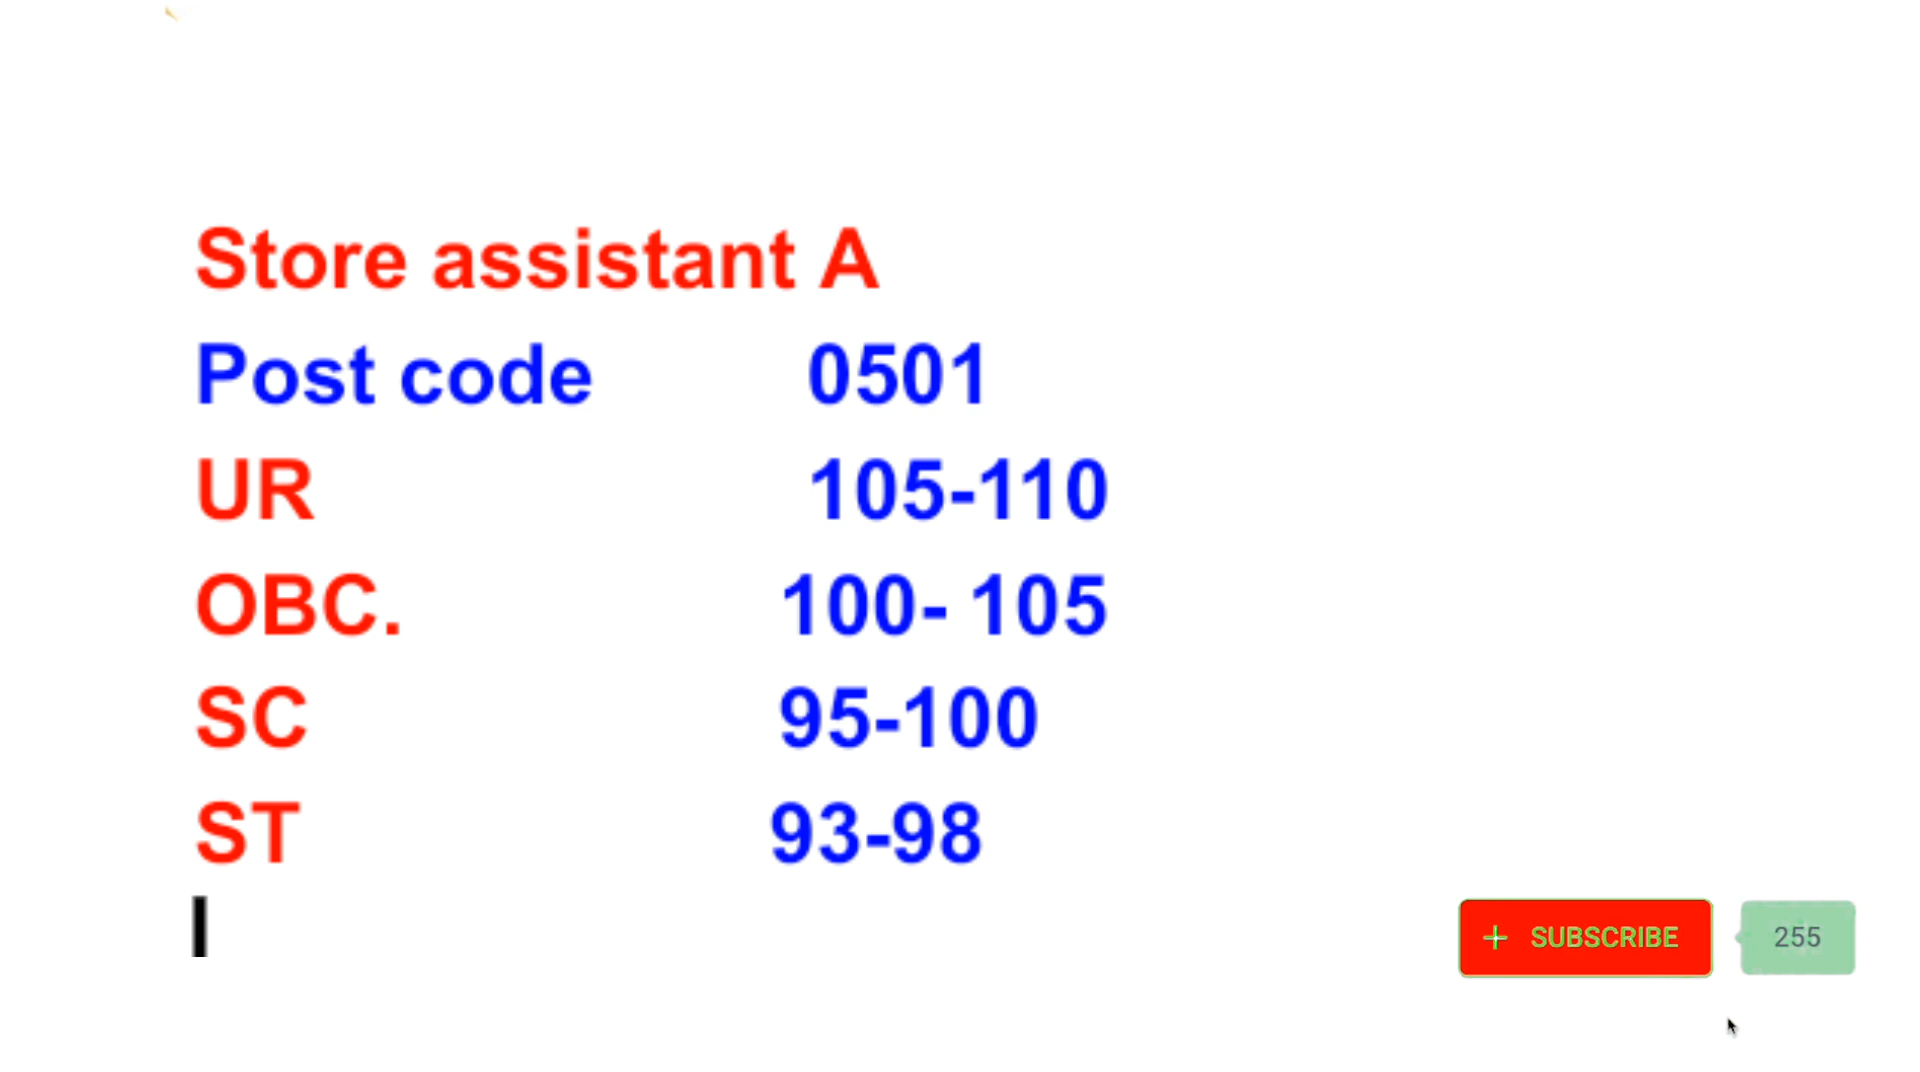 Store assistant A
Post code 0501
UR 105-110
OBC. 100- 105
SC 95-100
ST 93-98
+ SUBSCRIBE 255